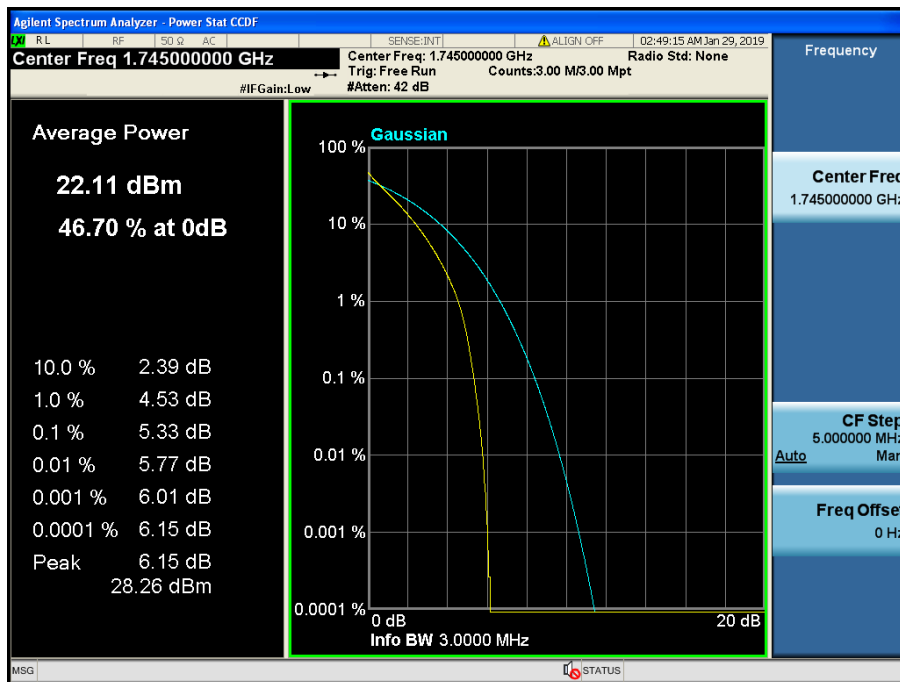 Agilent Spectrum Analyzer - Power Stat CCDF
LXI RL RF 50 Ω AC SENSE:INT ALIGN OFF 02:49:15 AM Jan 29, 2019
Center Freq 1.745000000 GHz
Center Freq: 1.745000000 GHz Radio Std: None
Trig: Free Run Counts:3.00 M/3.00 Mpt
#IFGain:Low #Atten: 42 dB
Frequency
Average Power
22.11 dBm
46.70 % at 0dB
10.0 % 2.39 dB
1.0 % 4.53 dB
0.1 % 5.33 dB
0.01 % 5.77 dB
0.001 % 6.01 dB
0.0001 % 6.15 dB
Peak 6.15 dB
28.26 dBm
Gaussian
100 %
10 %
1 %
0.1 %
0.01 %
0.001 %
0.0001 %
0 dB 20 dB
Info BW 3.0000 MHz
Center Freq
1.745000000 GHz
CF Step
5.000000 MHz
Auto Man
Freq Offset
0 Hz
MSG STATUS